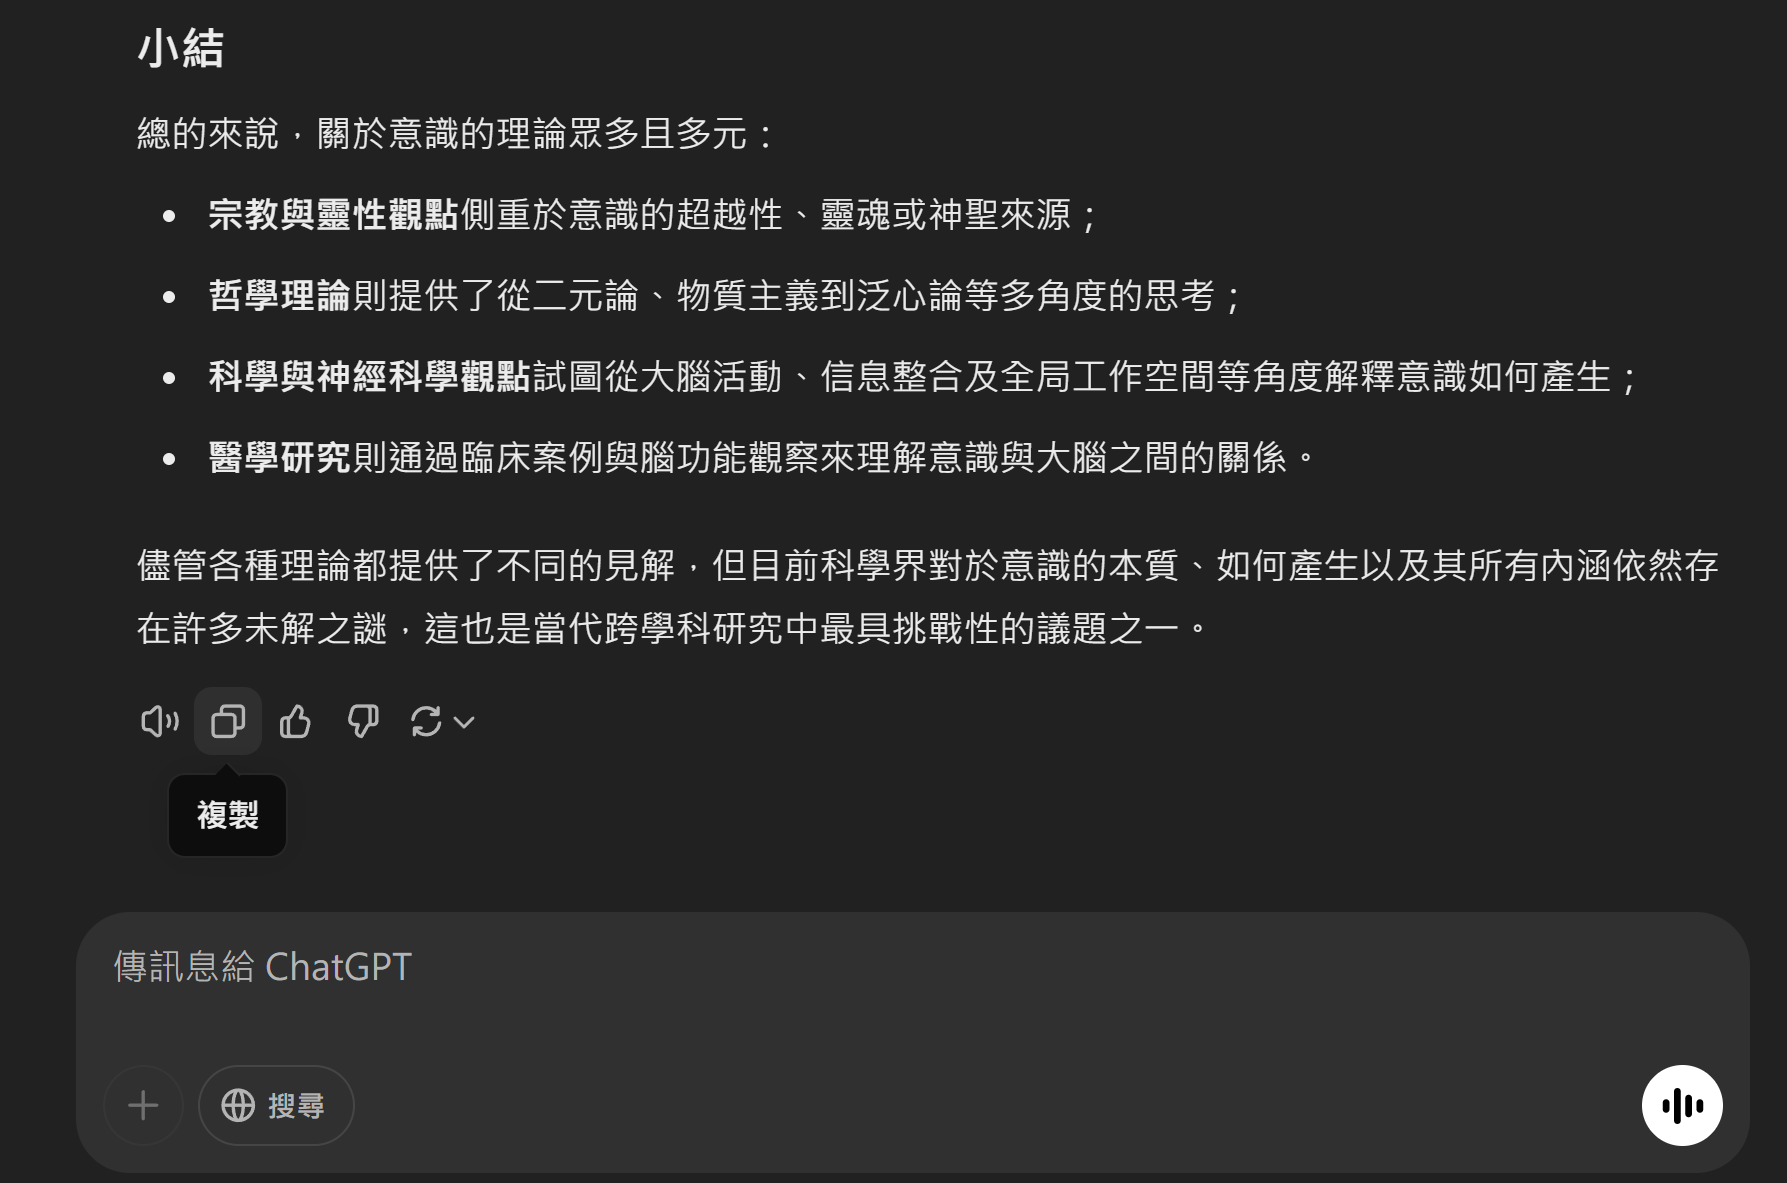 小結
總的來說，關於意識的理論眾多且多元：
• 宗教與靈性觀點側重於意識的超越性、靈魂或神聖來源；
• 哲學理論則提供了從二元論、物質主義到泛心論等多角度的思考；
• 科學與神經科學觀點試圖從大腦活動、信息整合及全局工作空間等角度解釋意識如何產生；
• 醫學研究則通過臨床案例與腦功能觀察來理解意識與大腦之間的關係。
儘管各種理論都提供了不同的見解，但目前科學界對於意識的本質、如何產生以及其所有內涵依然存
在許多未解之謎，這也是當代跨學科研究中最具挑戰性的議題之一。
複製
傳訊息給 ChatGPT
搜尋